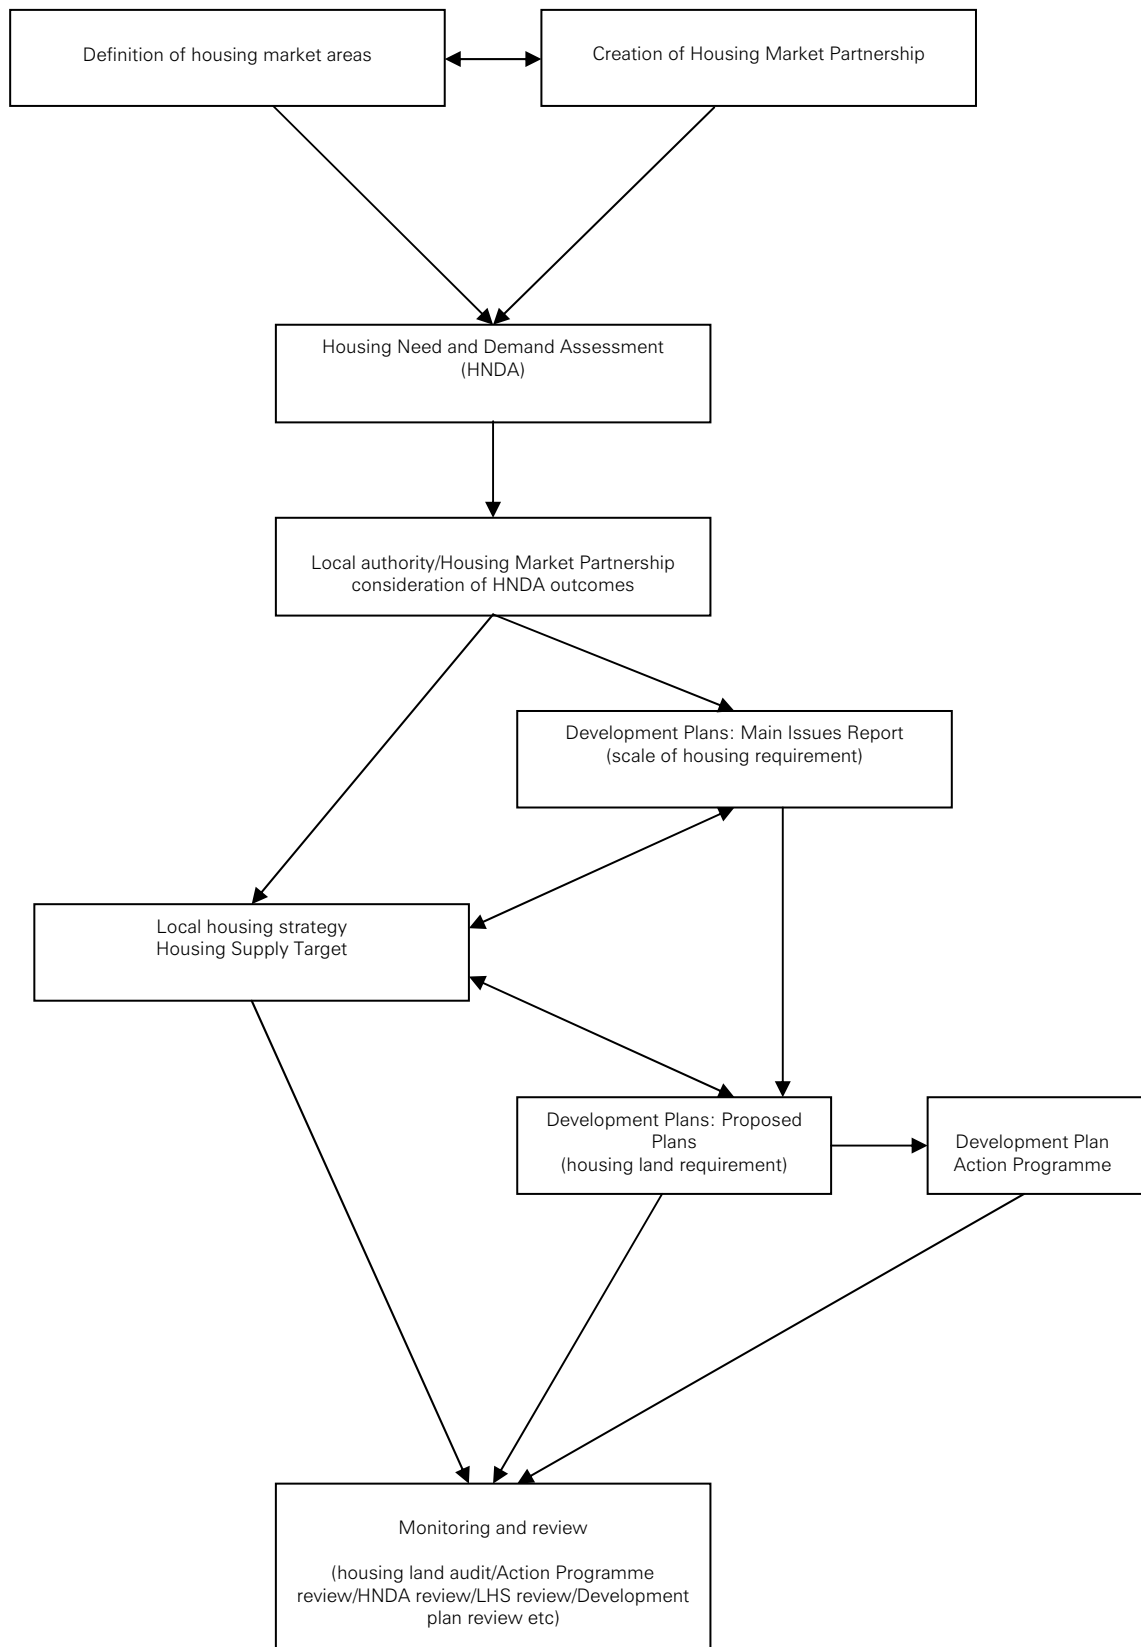 Definition of housing market areas
Creation of Housing Market Partnership
Housing Need and Demand Assessment
(HNDA)
Local authority/Housing Market Partnership
consideration of HNDA outcomes
Development Plans: Main Issues Report
(scale of housing requirement)
Local housing strategy
Housing Supply Target
Development Plans: Proposed
Plans
(housing land requirement)
Development Plan
Action Programme
Monitoring and review
(housing land audit/Action Programme
review/HNDA review/LHS review/Development
plan review etc)